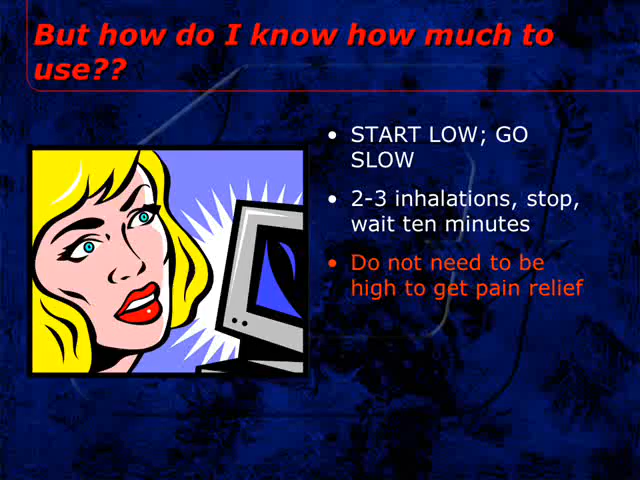 But how do I know how much to
use??
• START LOW; GO
SLOW
• 2-3 inhalations, stop,
wait ten minutes
• Do not need to be
high to get pain relief